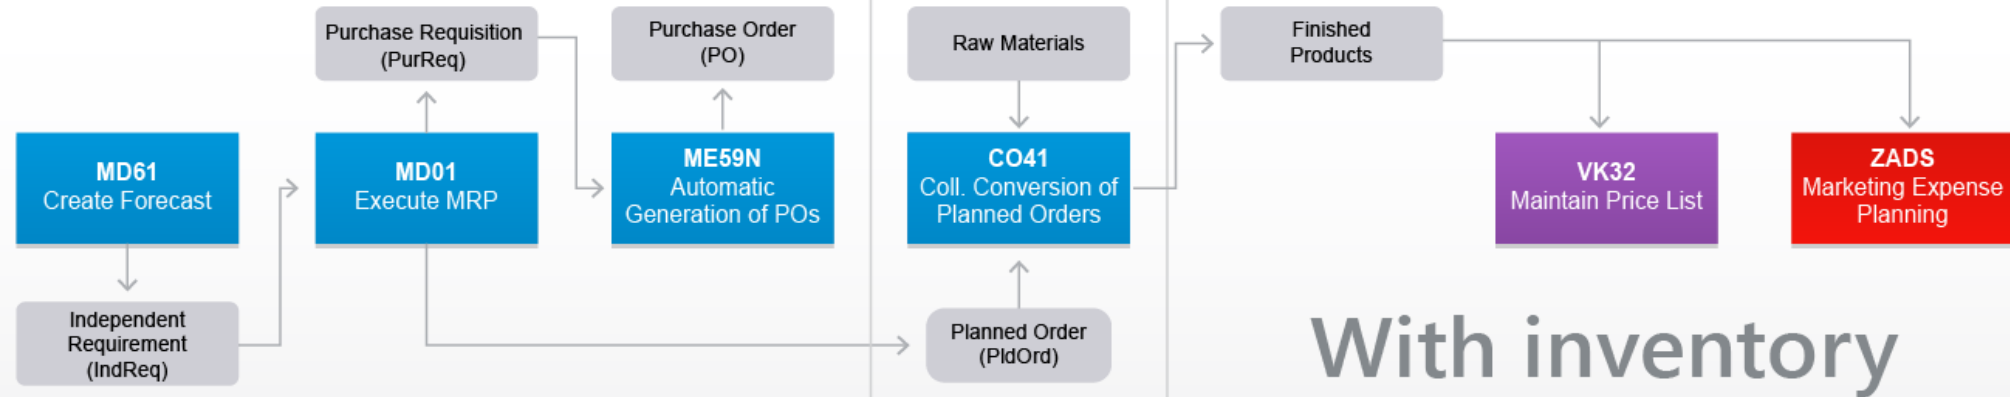 Purchase Requisition
(PurReq)
Purchase Order
(PO)
Raw Materials
Finished
Products
MD61
Create Forecast
MD01
Execute MRP
ME59N
Automatic
Generation of POs
CO41
Coll. Conversion of
Planned Orders
VK32
Maintain Price List
ZADS
Marketing Expense
Planning
Independent
Requirement
(IndReq)
Planned Order
(PldOrd)
With inventory